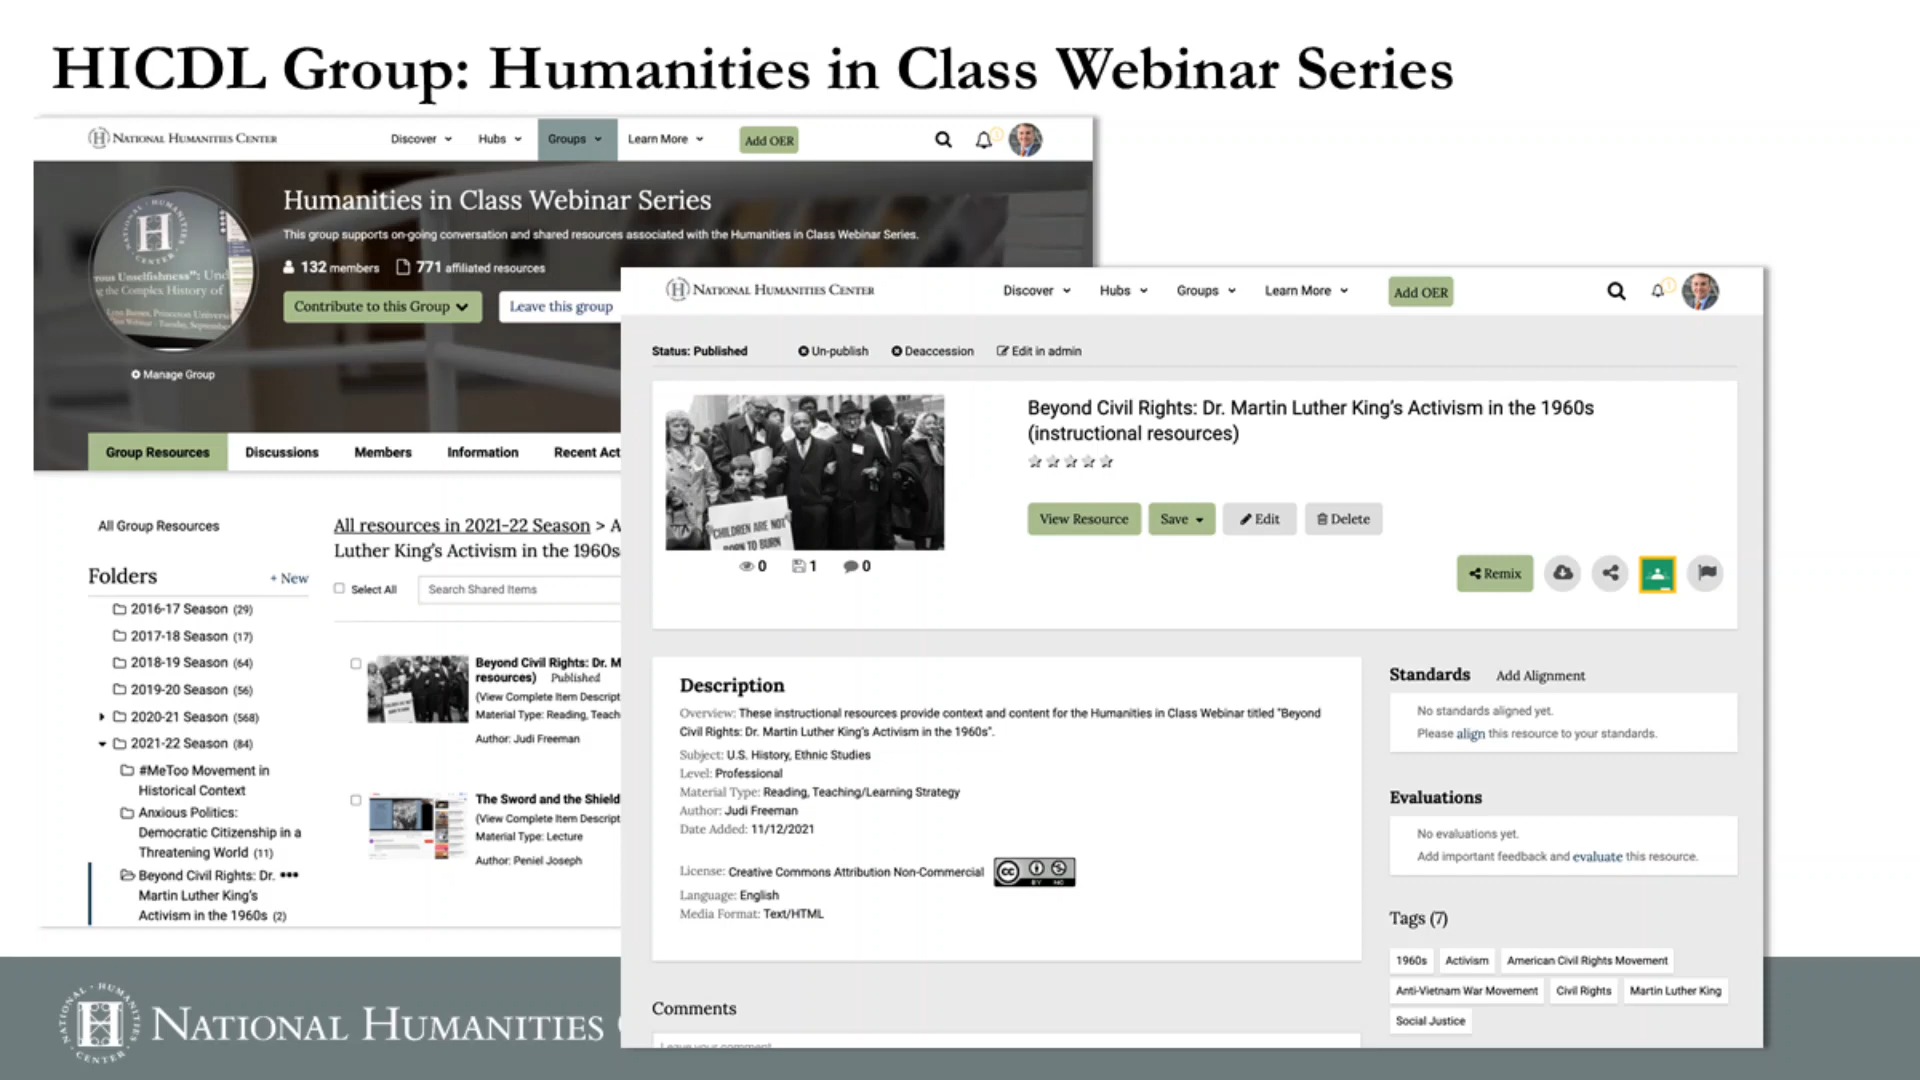 HICDL Group: Humanities in Class Webinar Series
NATIONAL HUMANITIES CENTER
Discover
Hubs
Groups
Learn More
Add OER
Humanities in Class Webinar Series
This group supports on-going conversation and shared resources associated with the Humanities in Class Webinar Series.
132 members
771 affiliated resources
Contribute to this Group
Leave this group
Manage Group
Group Resources
Discussions
Members
Information
Recent Act
All Group Resources
Folders
+ New
2016-17 Season (29)
2017-18 Season (17)
2018-19 Season (64)
2019-20 Season (56)
2020-21 Season (568)
2021-22 Season (84)
#MeToo Movement in
Historical Context
Anxious Politics:
Democratic Citizenship in a
Threatening World (11)
Beyond Civil Rights: Dr.
Martin Luther King's
Activism in the 1960s (2)
All resources in 2021-22 Season > A
Luther King's Activism in the 1960s
Select All
Search Shared Items
Beyond Civil Rights: Dr. M
resources) Published
(View Complete Item Descript
Material Type: Reading, Teach
Author: Judi Freeman
The Sword and the Shield
(View Complete Item Descript
Material Type: Lecture
Author: Peniel Joseph
NATIONAL HUMANITIES CENTER
Discover
Hubs
Groups
Learn More
Add OER
Status: Published
Un-publish
Deaccession
Edit in admin
CHILDREN ARE NOT
BORN TO BURN
0
1
0
Beyond Civil Rights: Dr. Martin Luther King's Activism in the 1960s
(instructional resources)
View Resource
Save
Edit
Delete
Remix
Description
Overview: These instructional resources provide context and content for the Humanities in Class Webinar titled "Beyond
Civil Rights: Dr. Martin Luther King's Activism in the 1960s".
Subject: U.S. History, Ethnic Studies
Level: Professional
Material Type: Reading, Teaching/Learning Strategy
Author: Judi Freeman
Date Added: 11/12/2021
License: Creative Commons Attribution Non-Commercial
cc BY NC
Language: English
Media Format: Text/HTML
Comments
Leave your comment
Standards
Add Alignment
No standards aligned yet.
Please align this resource to your standards.
Evaluations
No evaluations yet.
Add important feedback and evaluate this resource.
Tags (7)
1960s
Activism
American Civil Rights Movement
Anti-Vietnam War Movement
Civil Rights
Martin Luther King
Social Justice
NATIONAL HUMANITIES